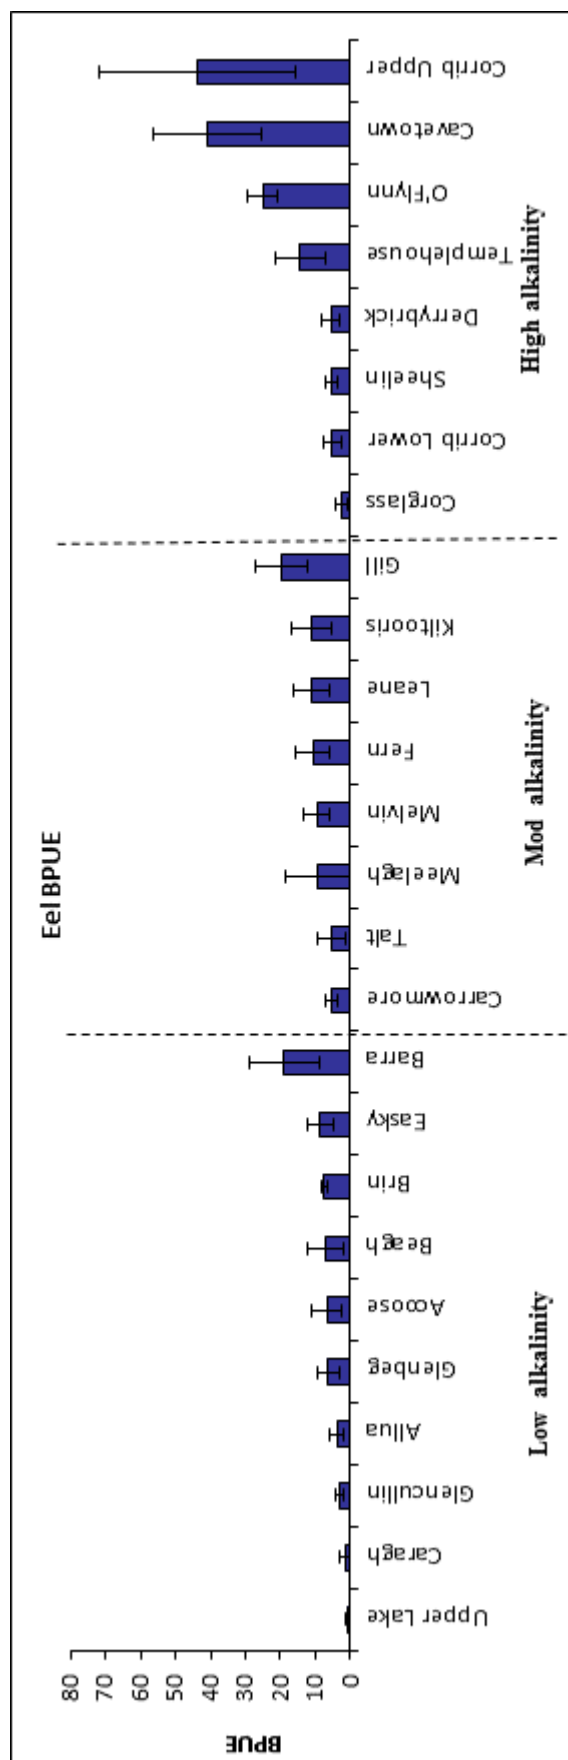 Eel BPUE
BPUE
80
70
60
50
40
30
20
10
0
Upper Lake
Caragh
Glencullin
Allua
Glenbeg
Acoose
Beagh
Brin
Easky
Barra
Carrowmore
Talt
Meelagh
Melvin
Fern
Leane
Kiltooris
Gill
Corglass
Corrib Lower
Sheelin
Derrybrick
Templehouse
O'Flynn
Cavetown
Corrib Upper
Low alkalinity
Mod alkalinity
High alkalinity